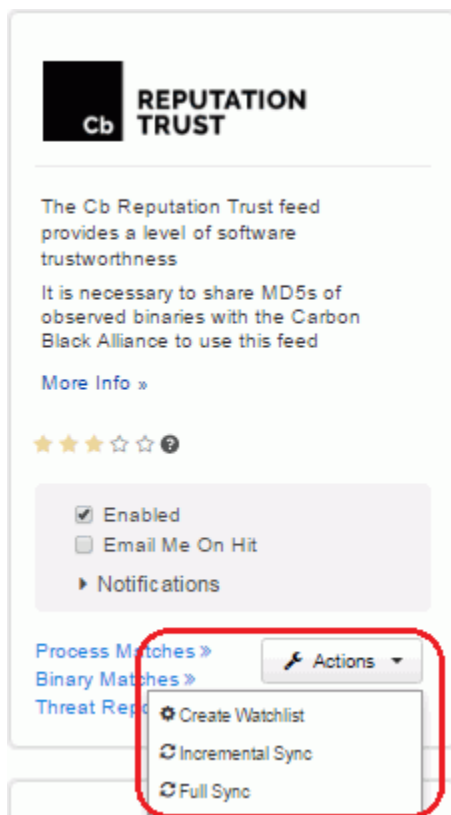 Cb
REPUTATION
TRUST
The Cb Reputation Trust feed
provides a level of software
trustworthness
It is necessary to share MD5s of
observed binaries with the Carbon
Black Alliance to use this feed
More Info »
Enabled
Email Me On Hit
Notifications
Process Matches »
Binary Matches »
Threat
Actions
Create Watchlist
Incremental Sync
Full Sync